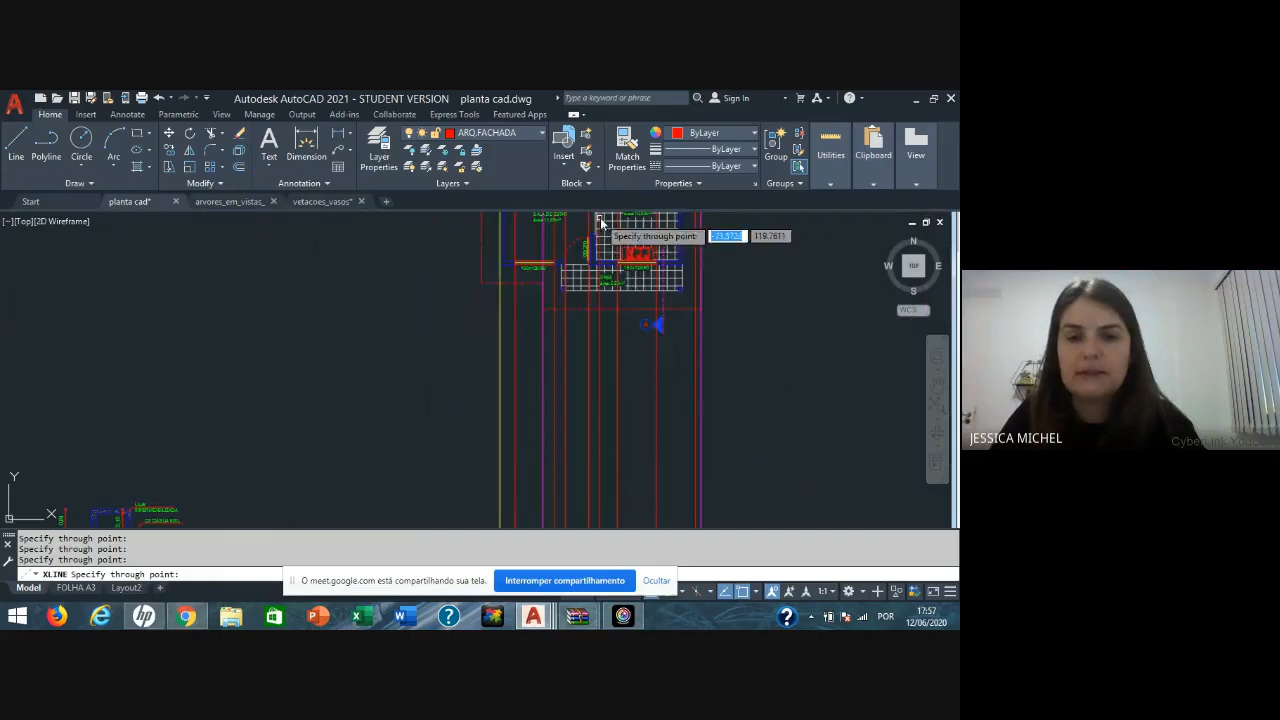 Autodesk AutoCAD 2021 - STUDENT VERSION planta cad.dwg
Type a keyword or phrase
Sign In
Home Insert Annotate Parametric View Manage Output Add-ins Collaborate Express Tools Featured Apps
ARQ.FACHADA
ByLayer
ByLayer
ByLayer
Line Polyline Circle Arc
Text Dimension
Layer Properties
Insert
Match Properties
Group
Utilities
Clipboard
View
Draw Modify Annotation Layers Block Properties Groups
Start planta cad* arvores_em_vistas_ vetacoes_vasos*
[−][Top][2D Wireframe]
Specify through point:
119.7611
N
W TOP E
S
WCS
A
Y
X
JESSICA MICHEL
Specify through point:
Specify through point:
Specify through point:
XLINE Specify through point:
O meet.google.com está compartilhando sua tela.
Interromper compartilhamento
Ocultar
Model FOLHA A3 Layout2
1:1
POR
17:57
12/06/2020